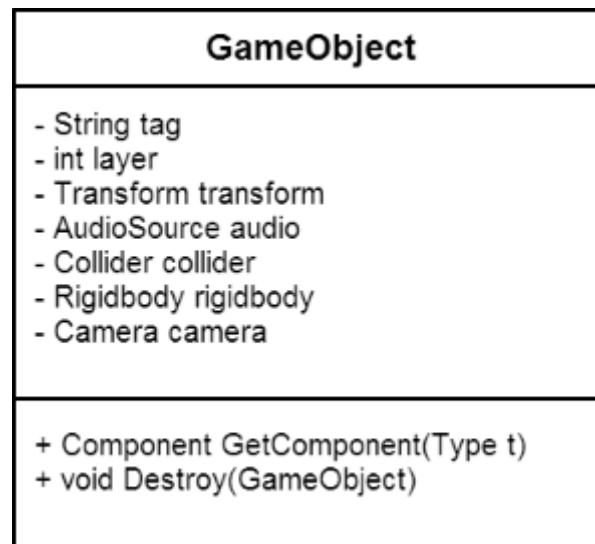 GameObject
- String tag
- int layer
- Transform transform
- AudioSource audio
- Collider collider
- Rigidbody rigidbody
- Camera camera
+ Component GetComponent(Type t)
+ void Destroy(GameObject)